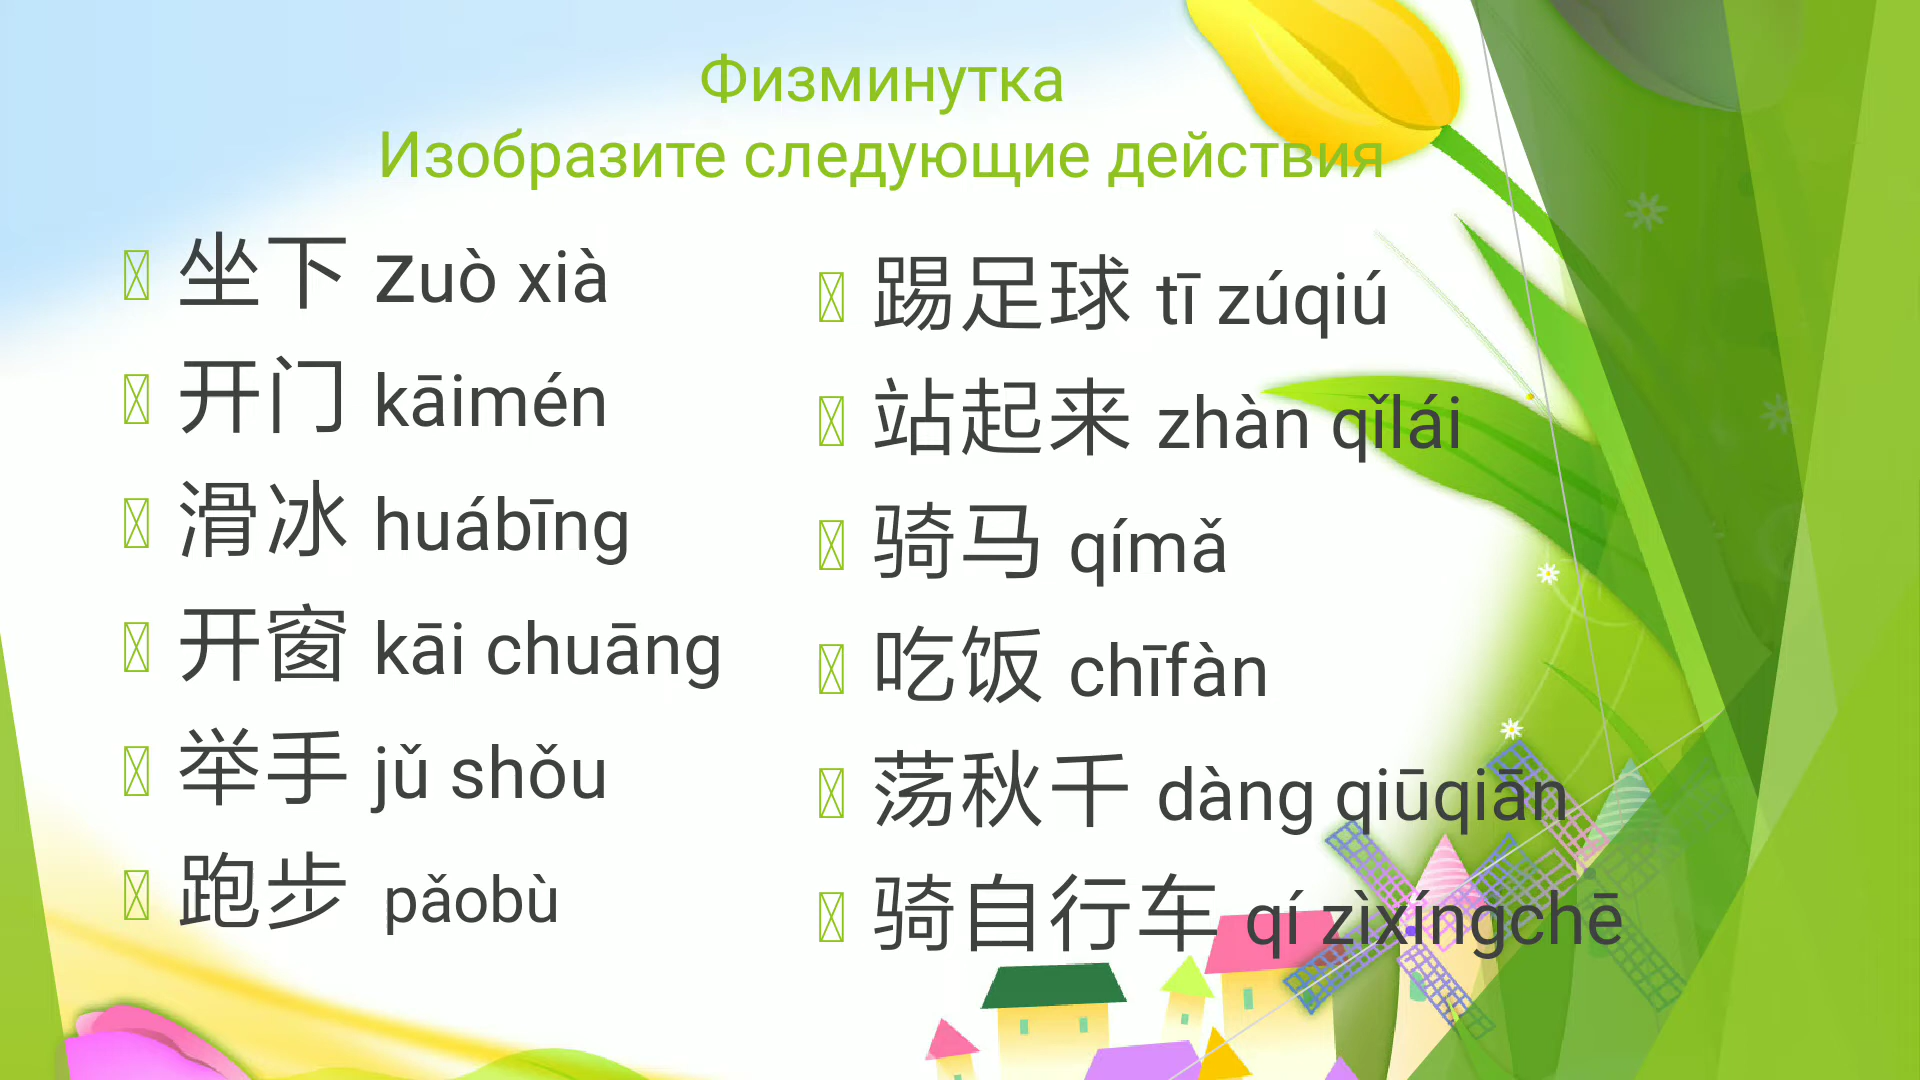 Физминутка
Изобразите следующие действия
坐下 zuò xià
开门 kāimén
滑冰 huábīng
开窗 kāi chuāng
举手 jǔ shǒu
跑步 pǎobù
踢足球 tī zúqiú
站起来 zhàn qǐlái
骑马 qímǎ
吃饭 chīfàn
荡秋千 dàng qiūqiān
骑自行车 qí zìxíngchē